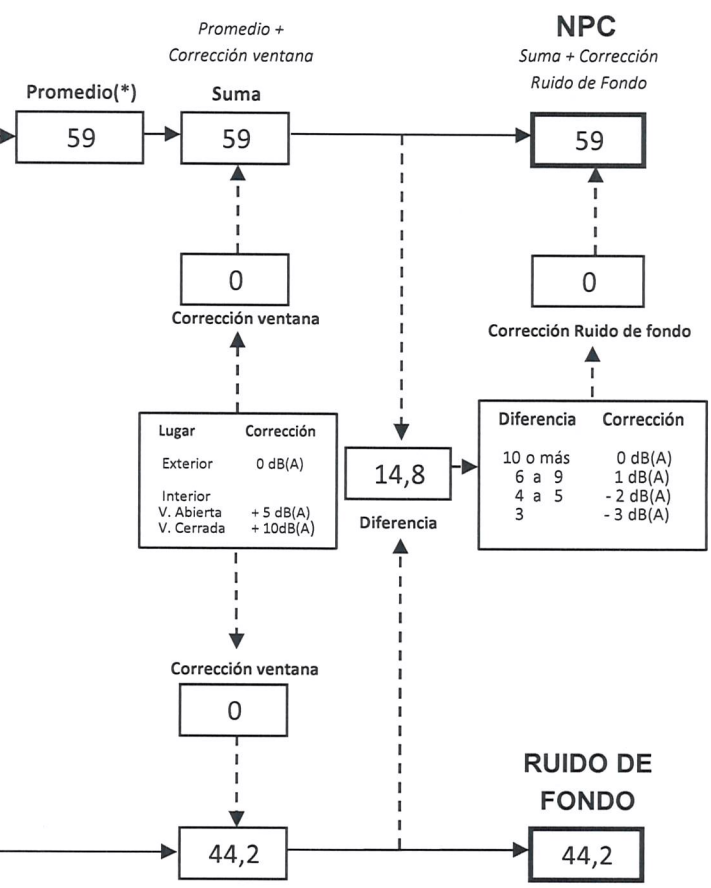 Promedio +
Corrección ventana
NPC
Suma + Corrección
Ruido de Fondo
Promedio(*)
Suma
59
59
59
0
0
Corrección ventana
Corrección Ruido de fondo
Lugar Corrección
Exterior 0 dB(A)
Interior
V. Abierta + 5 dB(A)
V. Cerrada + 10dB(A)
14,8
Diferencia
Diferencia Corrección
10 o más 0 dB(A)
6 a 9 1 dB(A)
4 a 5 - 2 dB(A)
3 - 3 dB(A)
Corrección ventana
0
RUIDO DE
FONDO
44,2
44,2